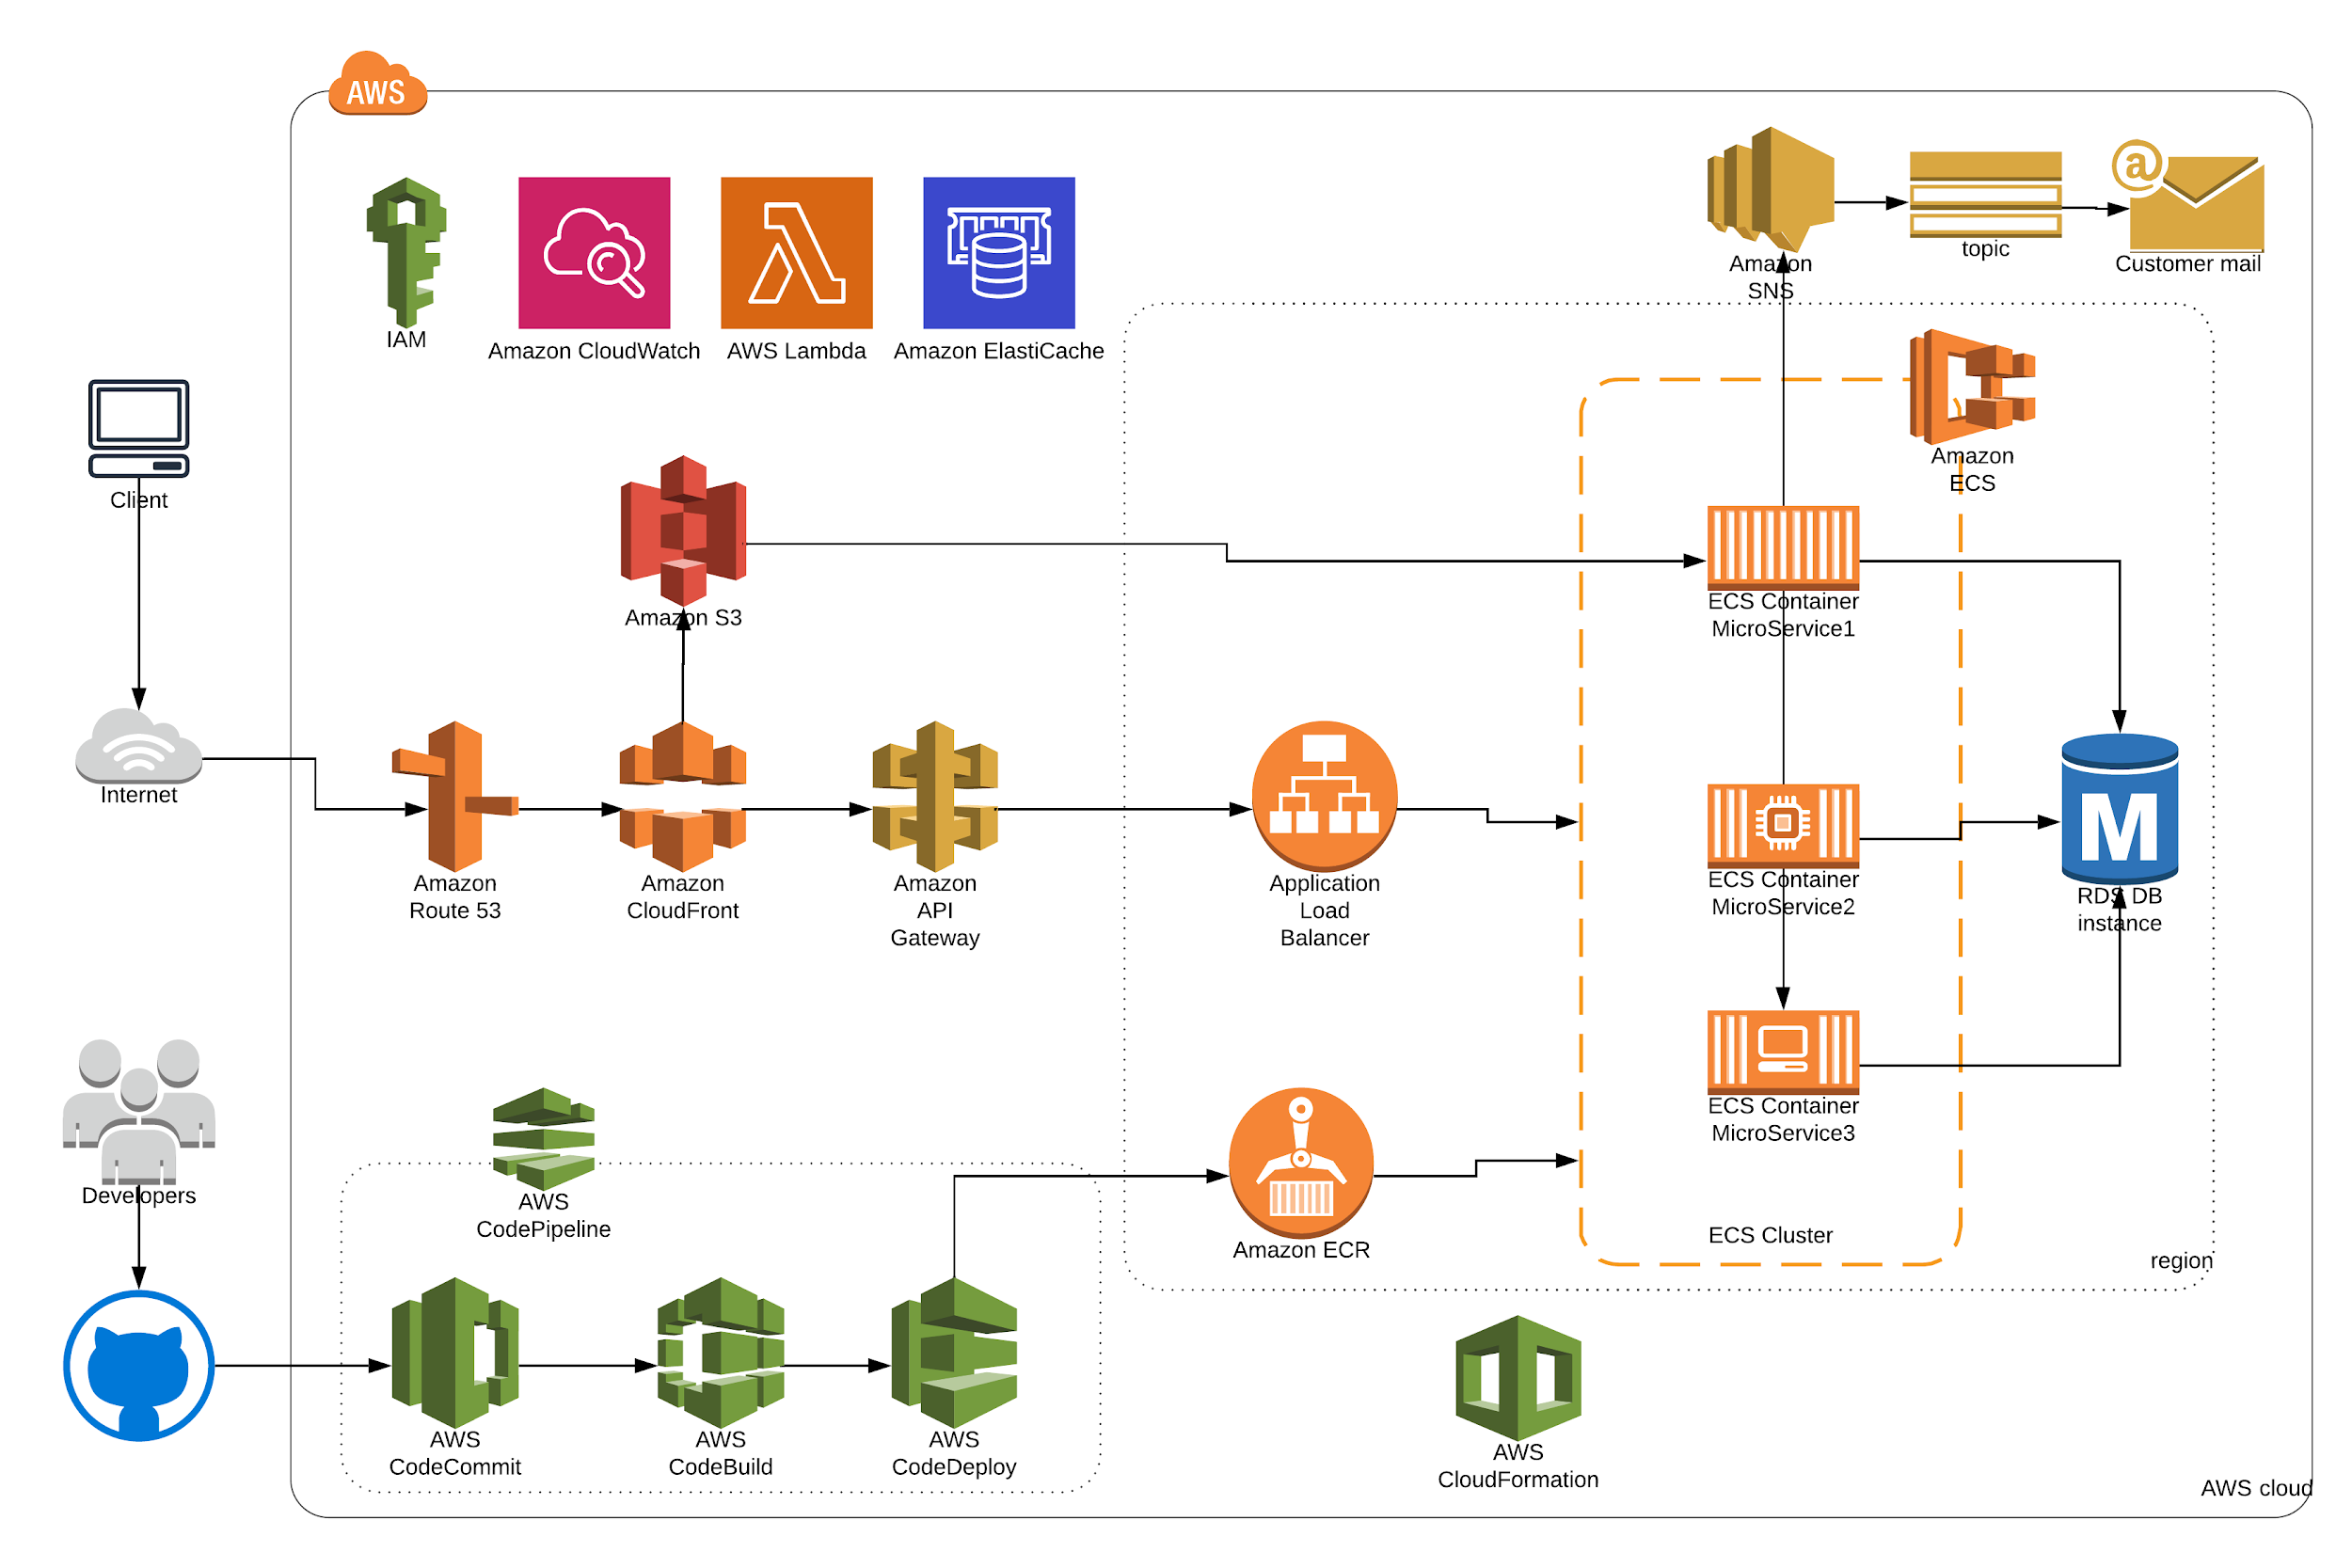 AWS
Amazon
SNS
topic
@
Customer mail
IAM
Amazon CloudWatch
AWS Lambda
Amazon ElastiCache
Client
Amazon
ECS
Amazon S3
ECS Container
MicroService1
Internet
Amazon
Route 53
Amazon
CloudFront
Amazon
API
Gateway
Application
Load
Balancer
ECS Container
MicroService2
M
RDS DB
instance
ECS Container
MicroService3
Developers
AWS
CodePipeline
Amazon ECR
ECS Cluster
region
AWS
CodeCommit
AWS
CodeBuild
AWS
CodeDeploy
AWS
CloudFormation
AWS cloud